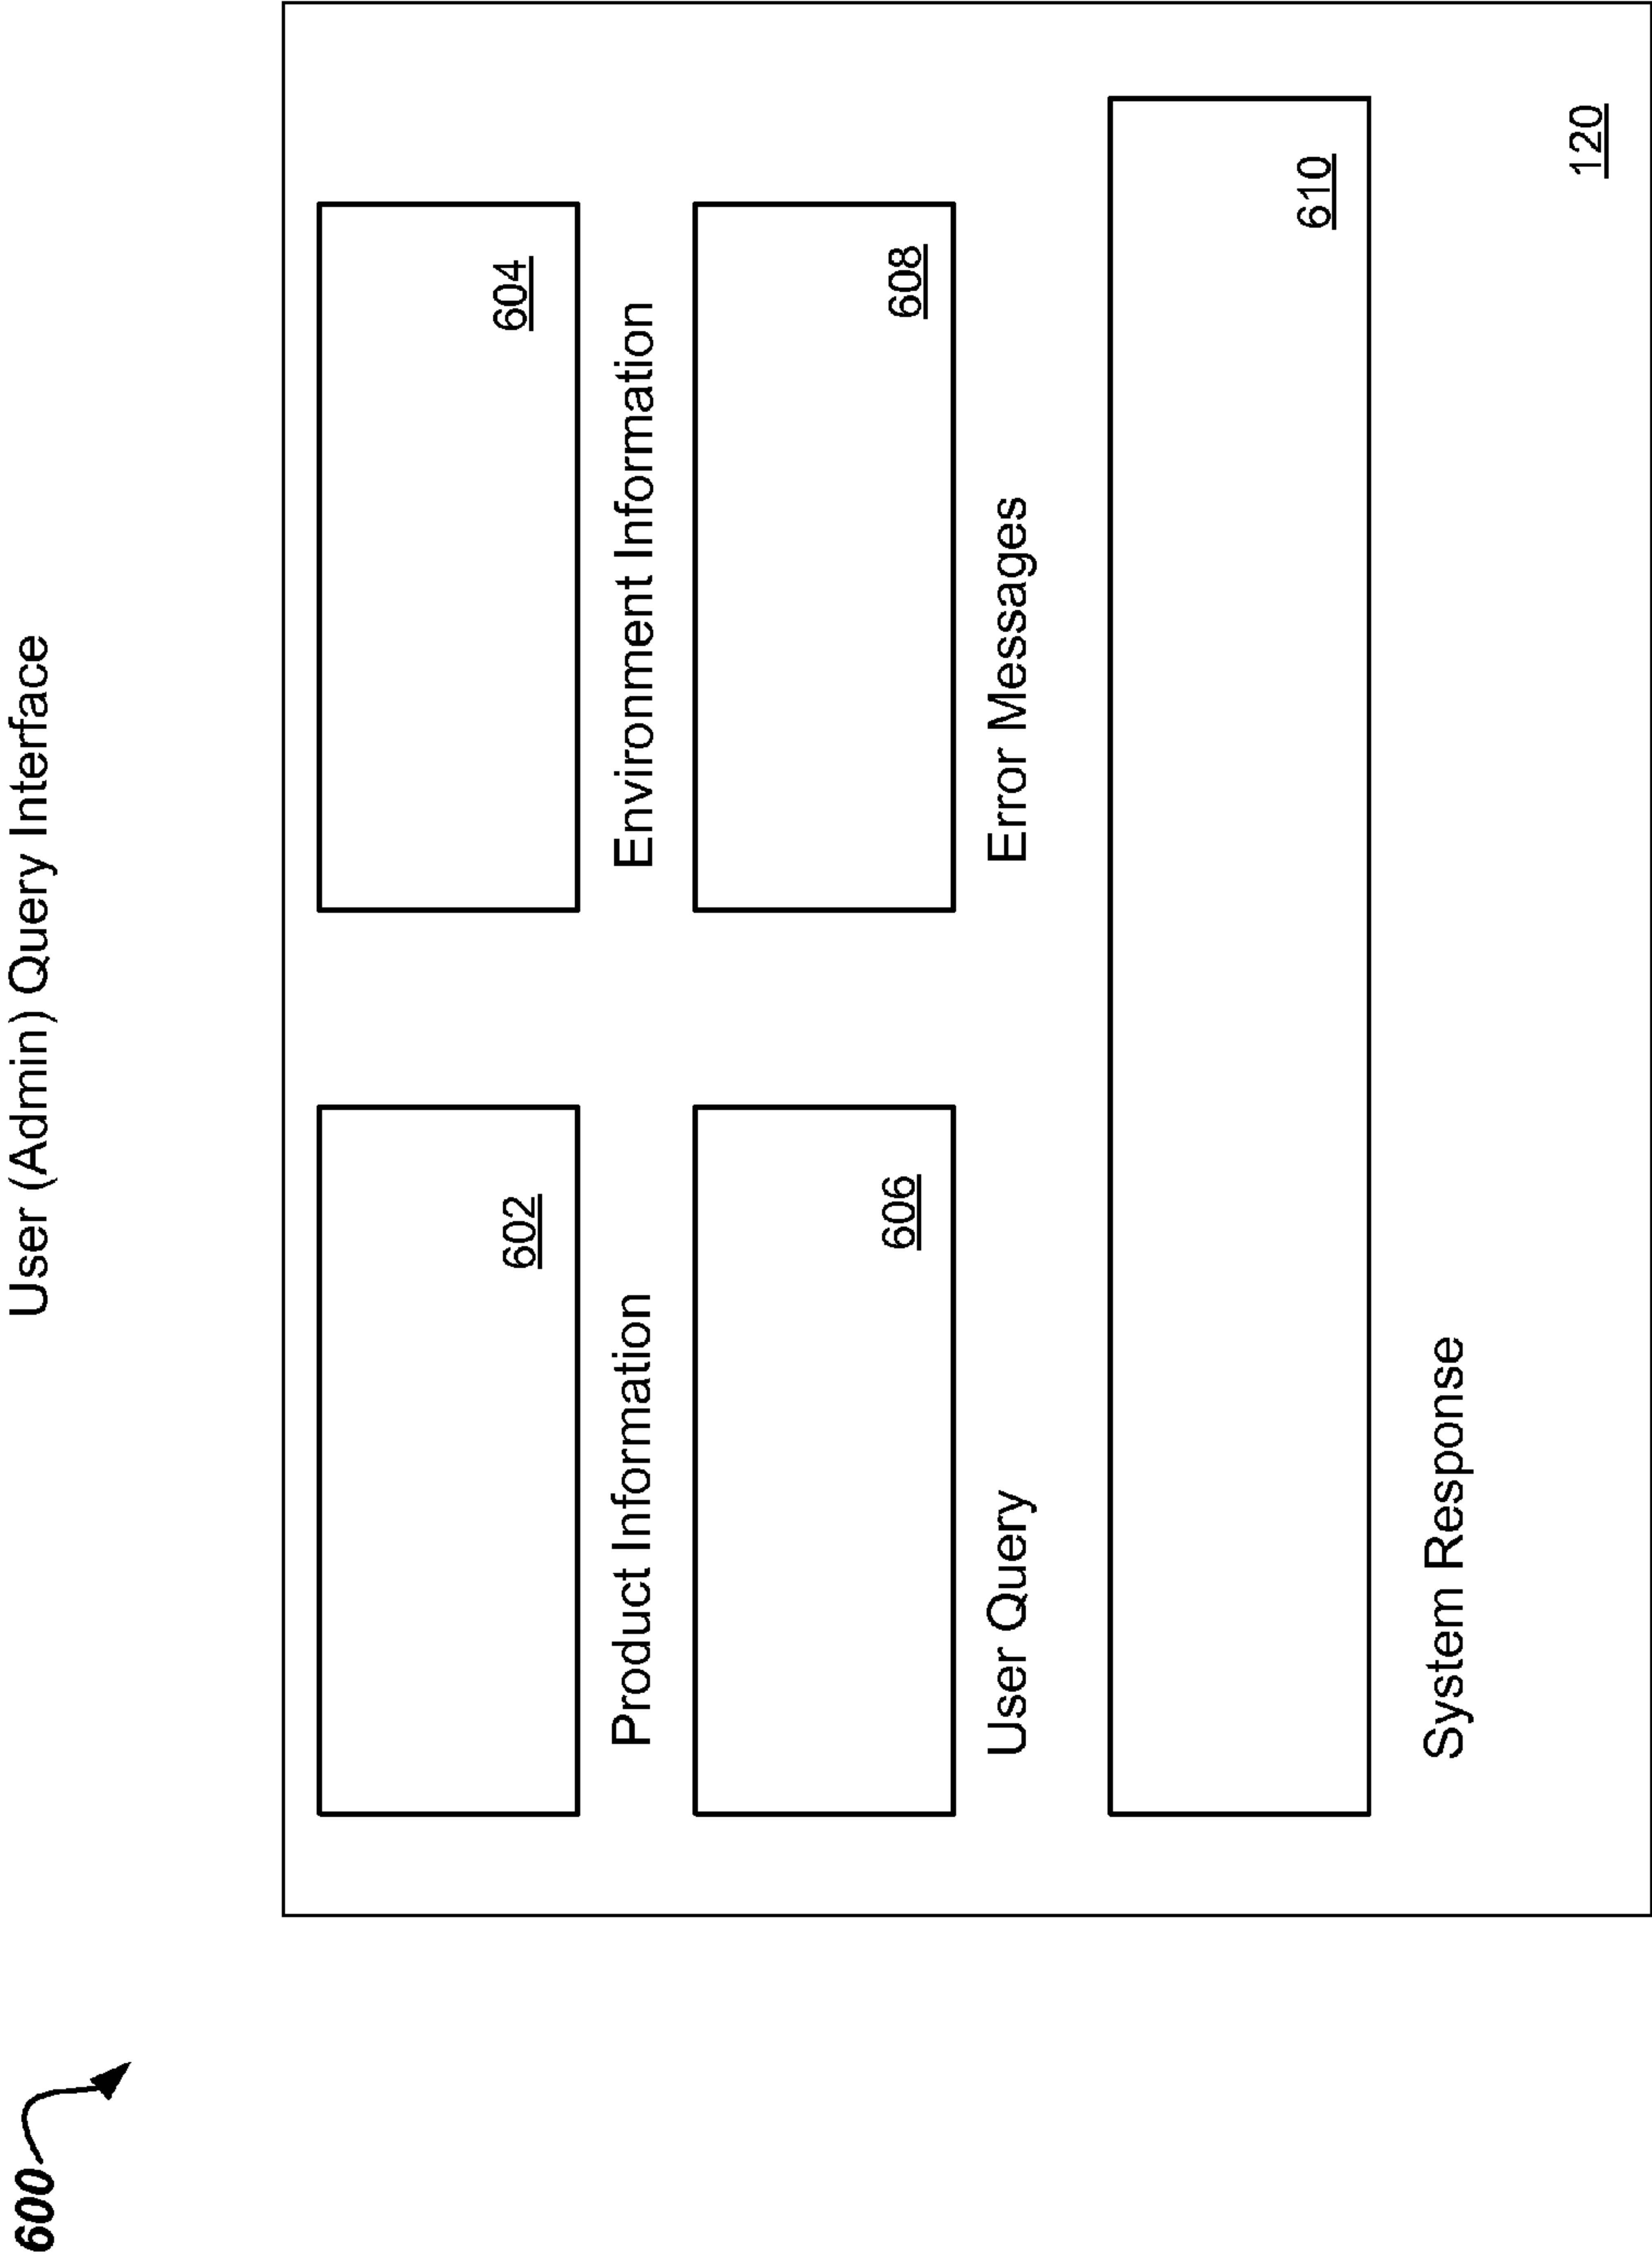 600
User (Admin) Query Interface
602
604
Product Information
Environment Information
606
608
User Query
Error Messages
610
System Response
120